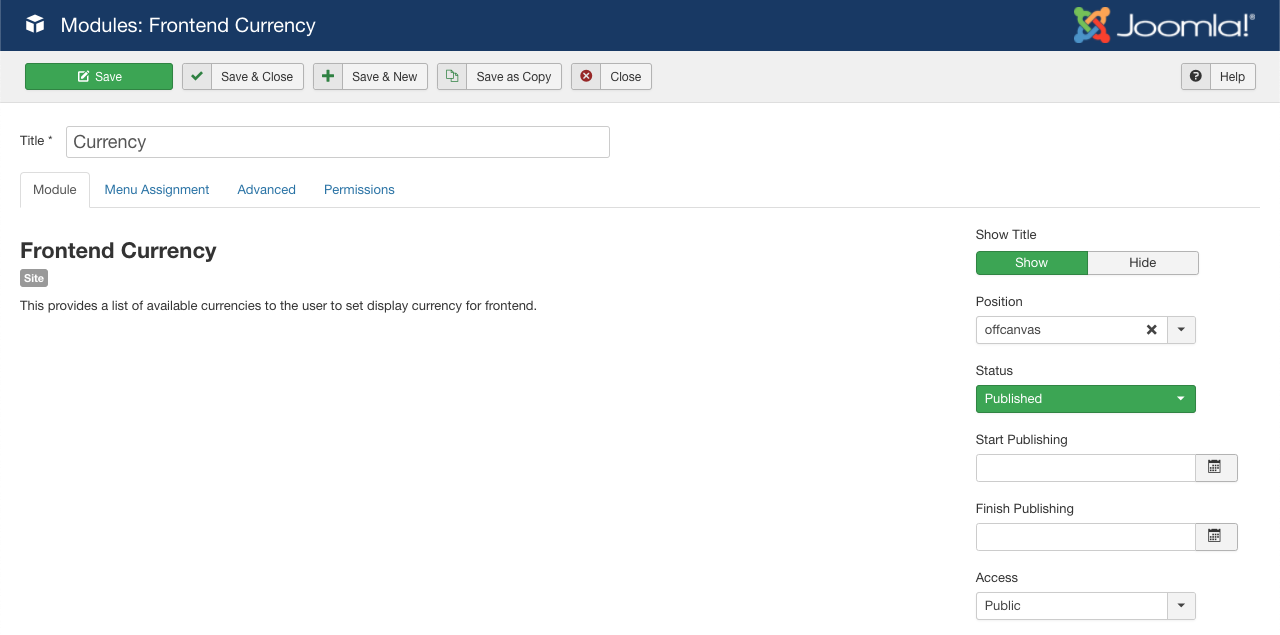 Modules: Frontend Currency
Joomla!®
Save
Save & Close
Save & New
Save as Copy
Close
Help
Title *
Currency
Module
Menu Assignment
Advanced
Permissions
Frontend Currency
Site
This provides a list of available currencies to the user to set display currency for frontend.
Show Title
Show
Hide
Position
offcanvas
Status
Published
Start Publishing
Finish Publishing
Access
Public